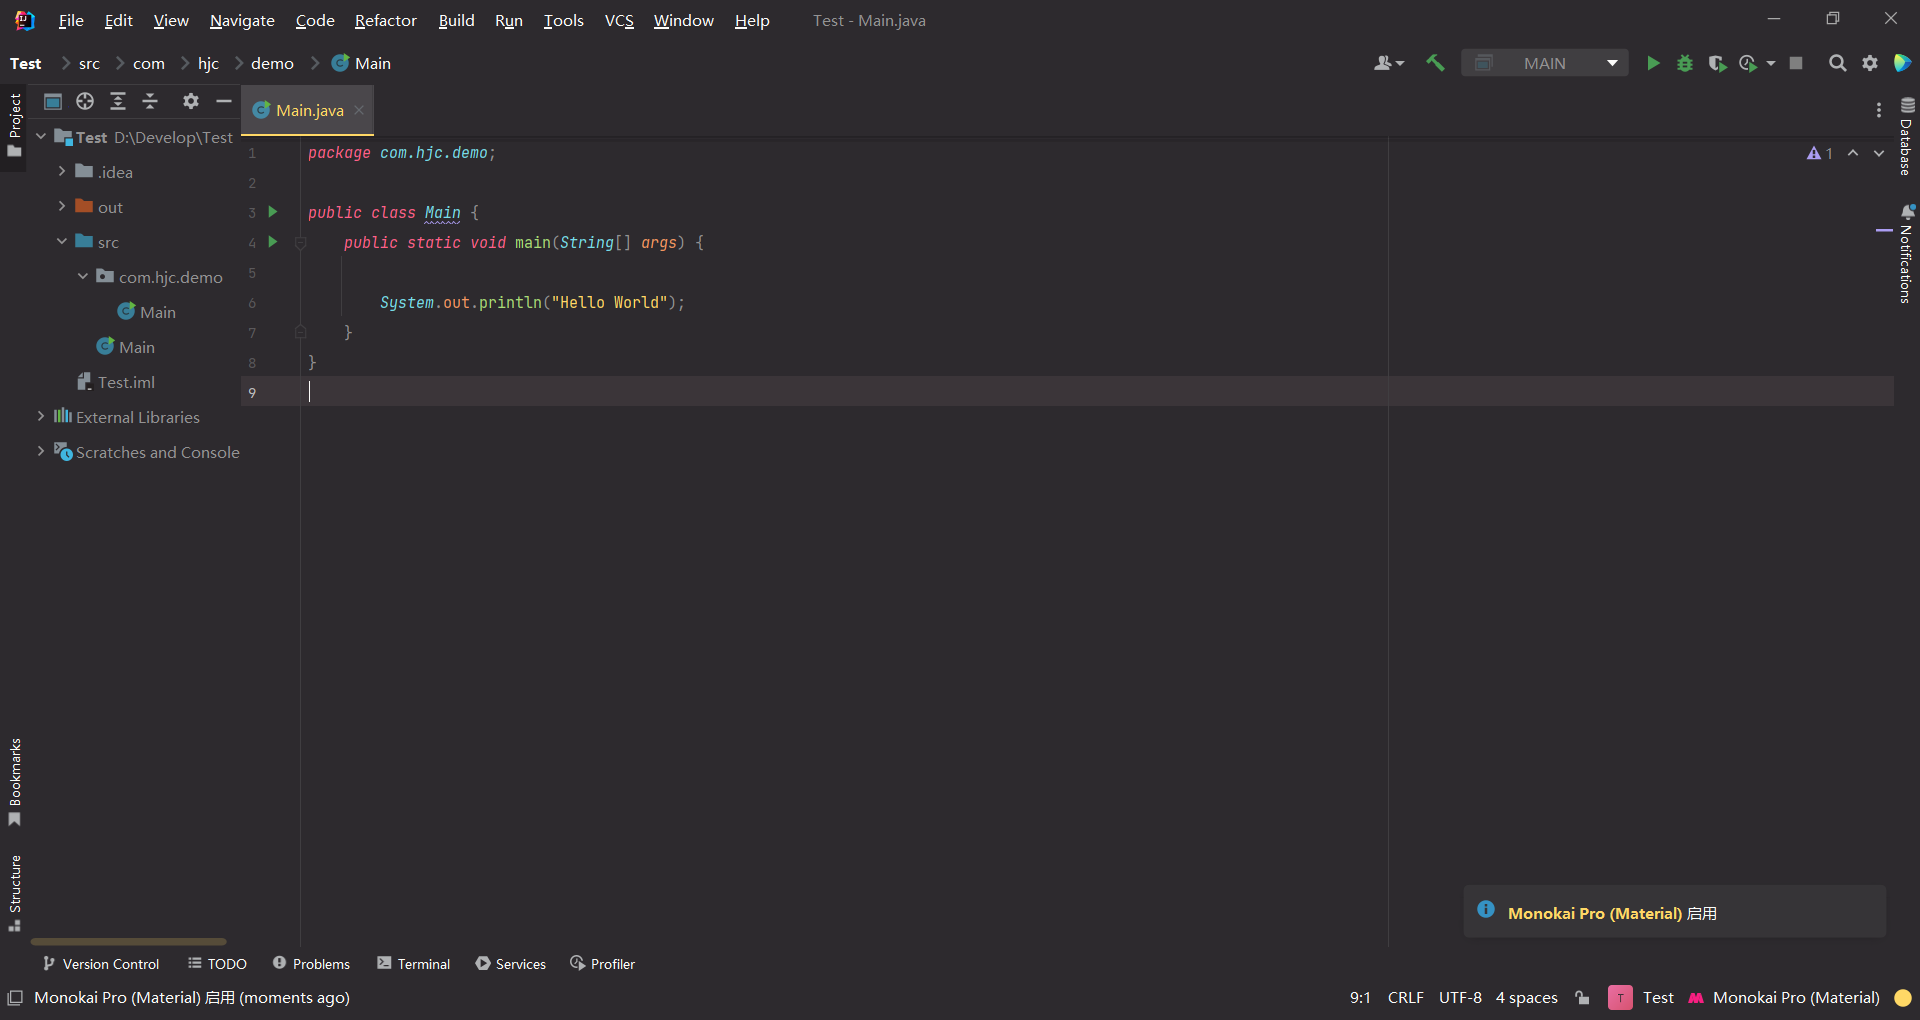 File Edit View Navigate Code Refactor Build Run Tools VCS Window Help Test - Main.java
Test src com hjc demo Main MAIN
Project
Main.java
Test D:\Develop\Test
.idea
out
src
com.hjc.demo
Main
Main
Test.iml
External Libraries
Scratches and Console
1 package com.hjc.demo;
2
3 public class Main {
4 public static void main(String[] args) {
5
6 System.out.println("Hello World");
7 }
8 }
9
1
Database
Notifications
Bookmarks
Structure
Monokai Pro (Material) 启用
Version Control TODO Problems Terminal Services Profiler
Monokai Pro (Material) 启用 (moments ago) 9:1 CRLF UTF-8 4 spaces T Test Monokai Pro (Material)